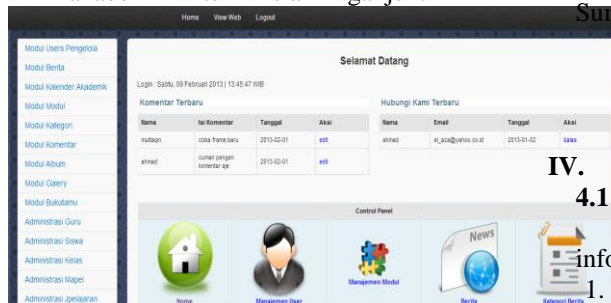 Home View Web Logout
Sur
Modul Users Pengelola
Modul Berita
Modul Kalender Akademik
Modul Modul
Modul Kategori
Modul Komentar
Modul Album
Modul Galery
Modul Bukutamu
Administrasi Guru
Administrasi Siswa
Administrasi Kelas
Administrasi Mapel
Administrasi Jpelajaran
Selamat Datang
Login : Sabtu, 09 Februari 2013 | 13:45:47 WIB
Komentar Terbaru
Nama Isi Komentar Tanggal Aksi
mutaqin coba frame baru 2013-02-01 edit
ahmad cuman pengen
komentar aje 2013-02-01 edit
Hubungi Kami Terbaru
Nama Email Tanggal Aksi
ahmad el_aza@yahoo.co.id 2013-01-02 balas
Control Panel
Home
Manajemen User
Manajemen Modul
News
Berita
Kategori Berita
IV.
4.1
info
1.